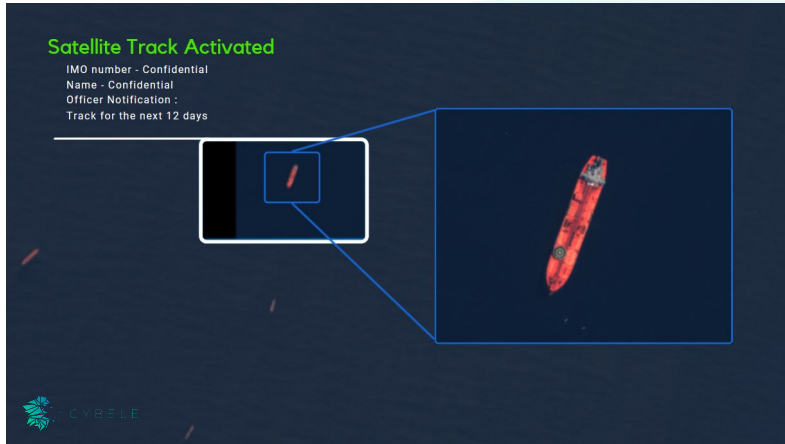 Satellite Track Activated
IMO number - Confidential
Name - Confidential
Officer Notification :
Track for the next 12 days
CYBELE